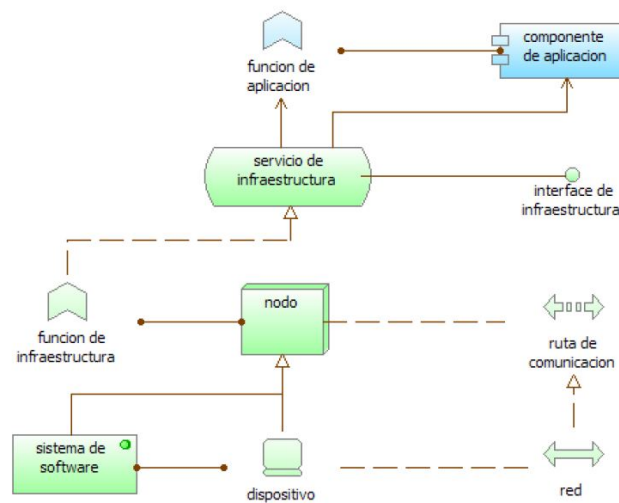 componente
de aplicacion
funcion de
aplicacion
servicio de
infraestructura
interface de
infraestructura
nodo
funcion de
infraestructura
ruta de
comunicacion
sistema de
software
dispositivo
red